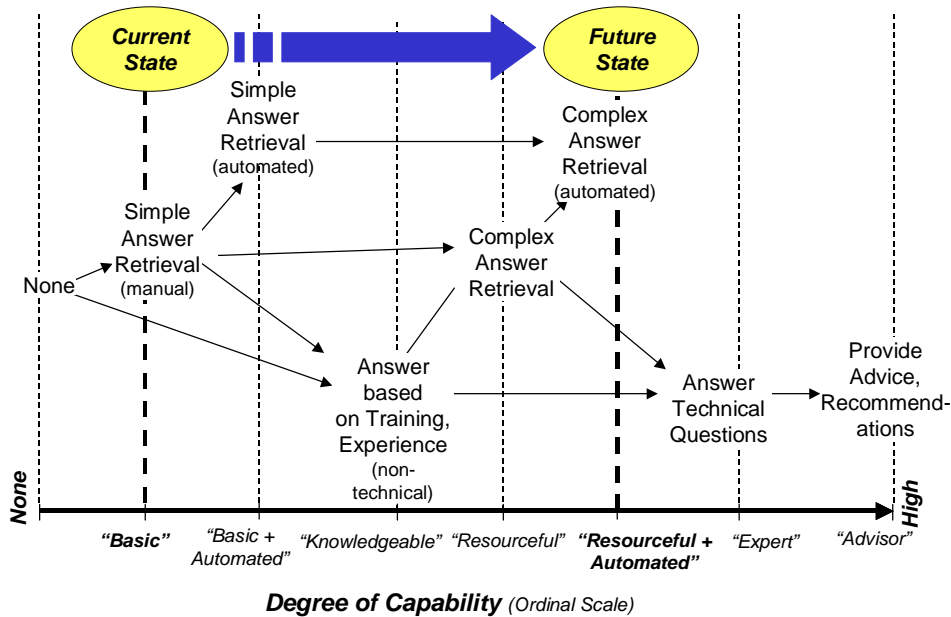 Current
State
Future
State
Simple
Answer
Retrieval
(automated)
Complex
Answer
Retrieval
(automated)
Simple
Answer
Retrieval
(manual)
Complex
Answer
Retrieval
None
Answer
based
on Training,
Experience
(non-
technical)
Answer
Technical
Questions
Provide
Advice,
Recommend-
ations
None
High
“Basic”
“Basic +
Automated”
“Knowledgeable”
“Resourceful”
“Resourceful +
Automated”
“Expert”
“Advisor”
Degree of Capability (Ordinal Scale)